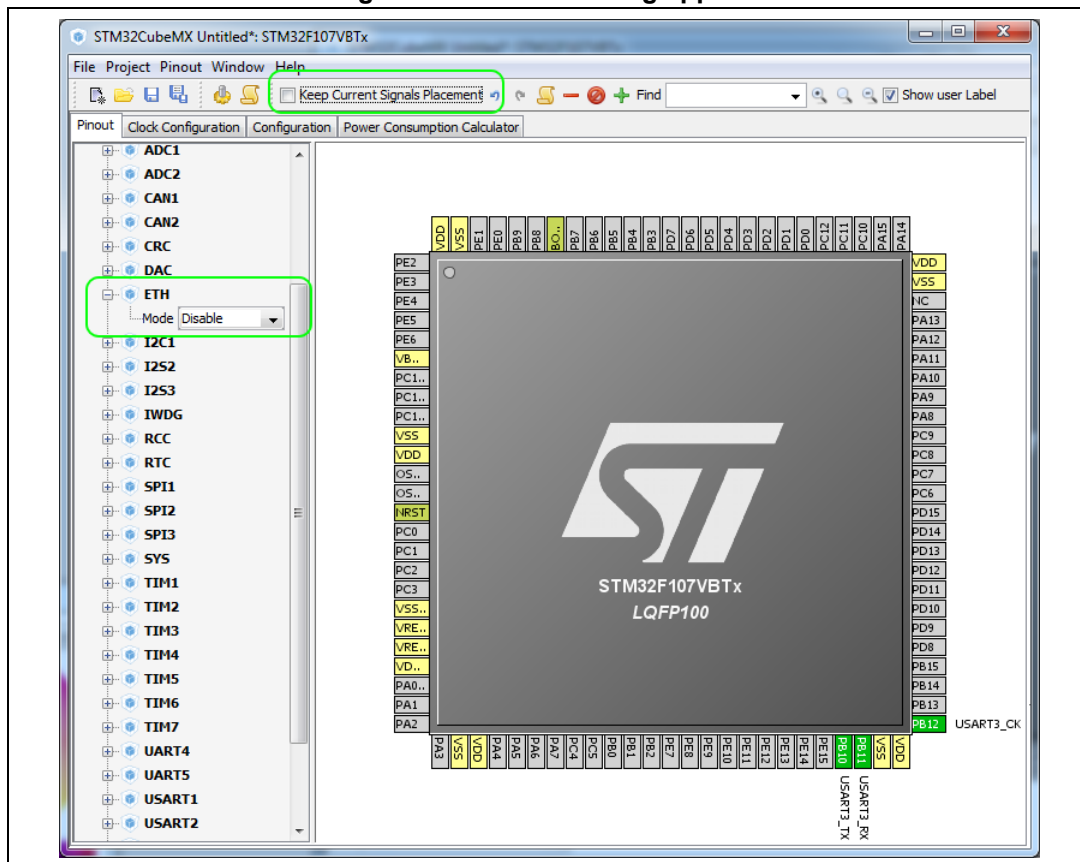 STM32CubeMX Untitled*: STM32F107VBTx
File Project Pinout Window Help
Keep Current Signals Placement Find Show user Label
Pinout Clock Configuration Configuration Power Consumption Calculator
ADC1
ADC2
CAN1
CAN2
CRC
DAC
ETH
Mode Disable
I2C1
I2S2
I2S3
IWDG
RCC
RTC
SPI1
SPI2
SPI3
SYS
TIM1
TIM2
TIM3
TIM4
TIM5
TIM6
TIM7
UART4
UART5
USART1
USART2
VDD
VSS
PE1
PE0
PB9
PB8
BO..
PB7
PB6
PB5
PB4
PB3
PD7
PD6
PD5
PD4
PD3
PD2
PD1
PD0
PC12
PC11
PC10
PA15
PA14
PE2
PE3
PE4
PE5
PE6
VB..
PC1..
PC1..
PC1..
VSS
VDD
OS..
OS..
NRST
PC0
PC1
PC2
PC3
VSS..
VRE..
VRE..
VD..
PA0..
PA1
PA2
ST
STM32F107VBTx
LQFP100
VDD
VSS
NC
PA13
PA12
PA11
PA10
PA9
PA8
PC9
PC8
PC7
PC6
PD15
PD14
PD13
PD12
PD11
PD10
PD9
PD8
PB15
PB14
PB13
PB12 USART3_CK
PA3
VSS
VDD
PA4
PA5
PA6
PA7
PC4
PC5
PB0
PB1
PB2
PE7
PE8
PE9
PE10
PE11
PE12
PE13
PE14
PE15
PB10
PB11
VSS
VDD
USART3_TX
USART3_RX